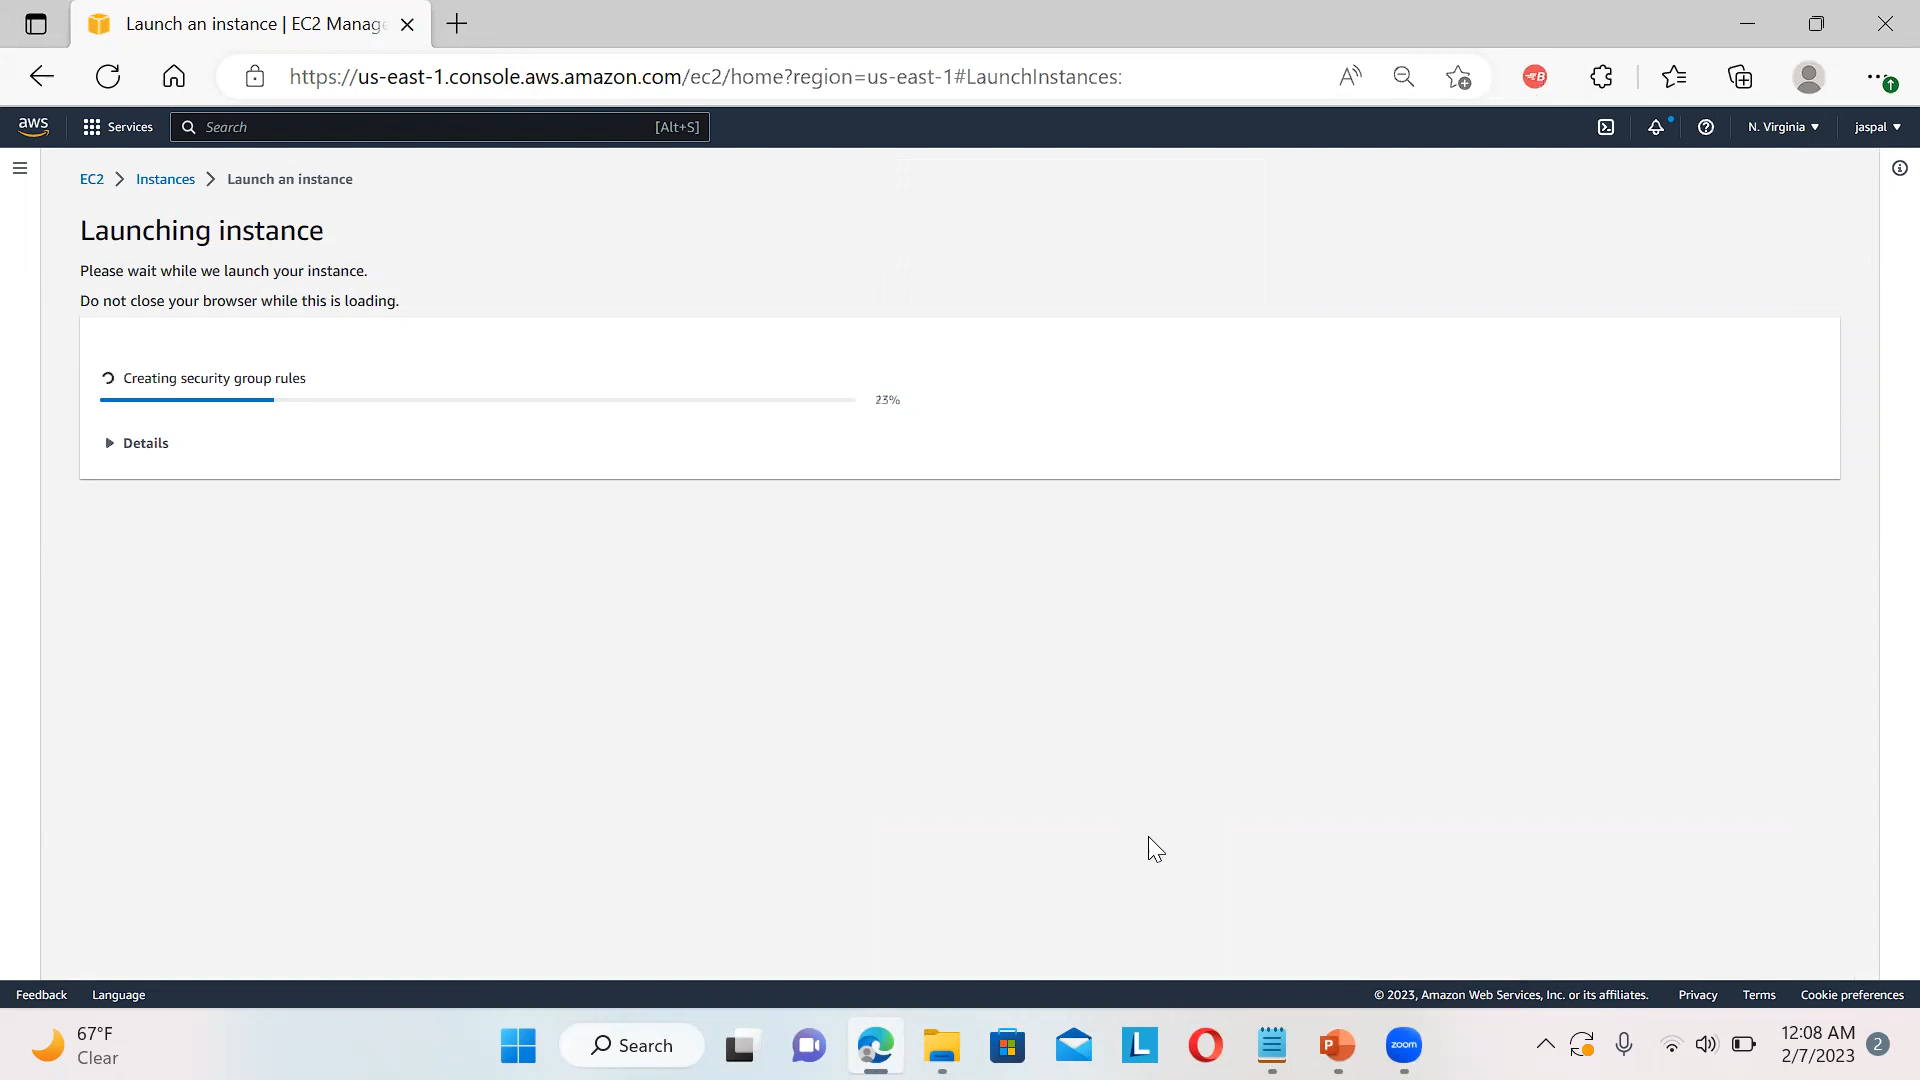 Launch an instance | EC2 Manage
https://us-east-1.console.aws.amazon.com/ec2/home?region=us-east-1#LaunchInstances:
aws
Services
Search
[Alt+S]
N. Virginia
jaspal
EC2
Instances
Launch an instance
Launching instance
Please wait while we launch your instance.
Do not close your browser while this is loading.
Creating security group rules
23%
Details
Feedback
Language
© 2023, Amazon Web Services, Inc. or its affiliates.
Privacy
Terms
Cookie preferences
67°F
Clear
Search
L
P
zoom
12:08 AM
2/7/2023
2